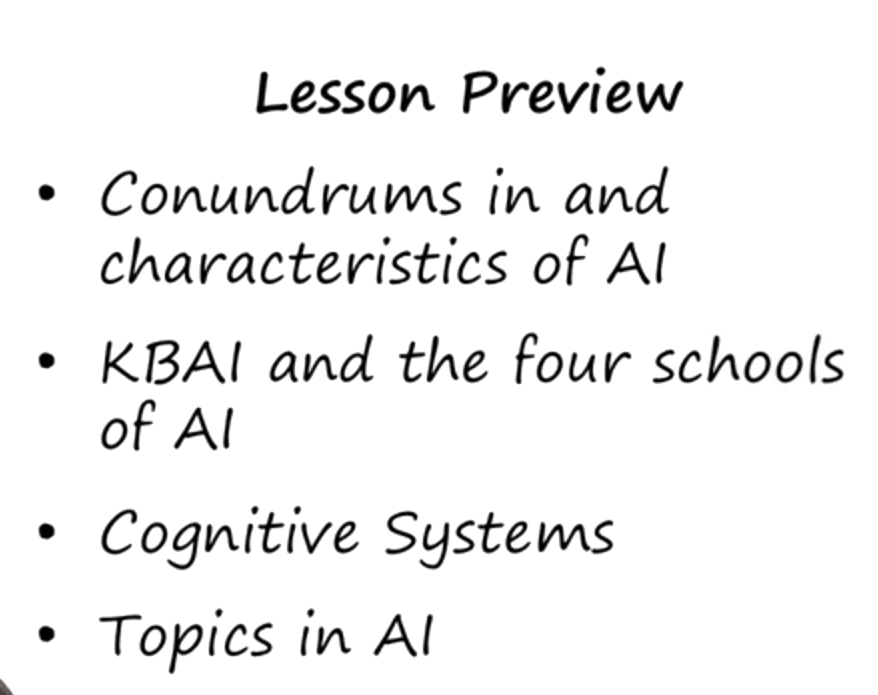 Lesson Preview
• Conundrums in and
characteristics of AI
• KBAI and the four schools
of AI
• Cognitive Systems
• Topics in AI